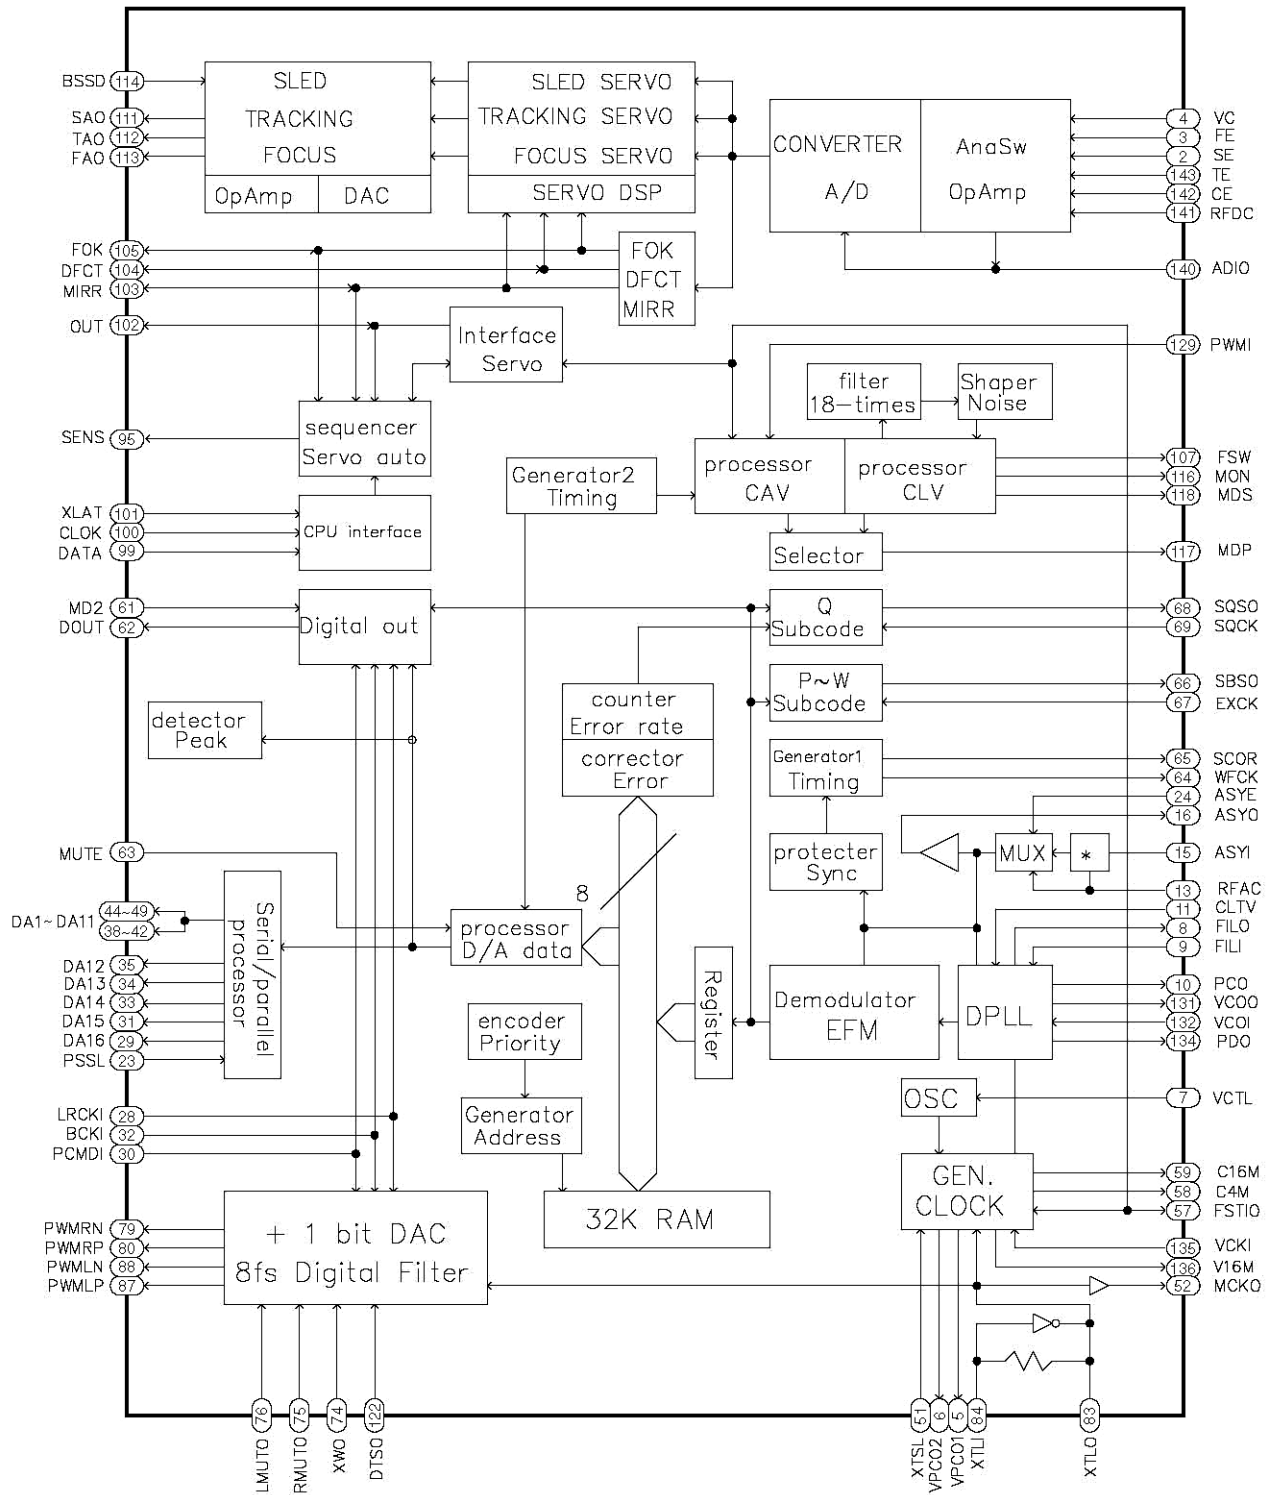 BSSD 114
SAO 111
TAO 112
FAO 113
SLED
TRACKING
FOCUS
OpAmp DAC
SLED SERVO
TRACKING SERVO
FOCUS SERVO
SERVO DSP
CONVERTER
A/D
AnaSw
OpAmp
4 VC
3 FE
2 SE
143 TE
142 CE
141 RFDC
140 ADIO
FOK 105
DFCT 104
MIRR 103
OUT 102
FOK
DFCT
MIRR
Interface
Servo
129 PWMI
filter
18-times
Shaper
Noise
SENS 95
sequencer
Servo auto
Generator2
Timing
processor
CAV
processor
CLV
107 FSW
116 MON
118 MDS
XLAT 101
CLOK 100
DATA 99
CPU interface
Selector
117 MDP
MD2 61
DOUT 62
Digital out
Q
Subcode
68 SQSO
69 SQCK
P~W
Subcode
66 SBSO
67 EXCK
detector
Peak
counter
Error rate
corrector
Error
Generator1
Timing
65 SCOR
64 WFCK
24 ASYE
16 ASYO
MUTE 63
8
protecter
Sync
MUX
*
15 ASYI
13 RFAC
11 CLTV
8 FILO
9 FILI
DA1~DA11
44~49
38~42
DA12 35
DA13 34
DA14 33
DA15 31
DA16 29
PSSL 23
Serial/parallel
processor
processor
D/A data
encoder
Priority
Generator
Address
Register
Demodulator
EFM
DPLL
10 PCO
131 VCOO
132 VCOI
134 PDO
OSC
7 VCTL
LRCKI 28
BCKI 32
PCMDI 30
32K RAM
GEN.
CLOCK
59 C16M
58 C4M
57 FSTIO
135 VCKI
136 V16M
52 MCKO
PWMRN 79
PWMRP 80
PWMLN 88
PWMLP 87
+ 1 bit DAC
8fs Digital Filter
76 LMUTO
75 RMUTO
74 XWO
122 DTSO
51 XTSL
6 VPCO2
5 VPCO1
84 XTLI
83 XTLO